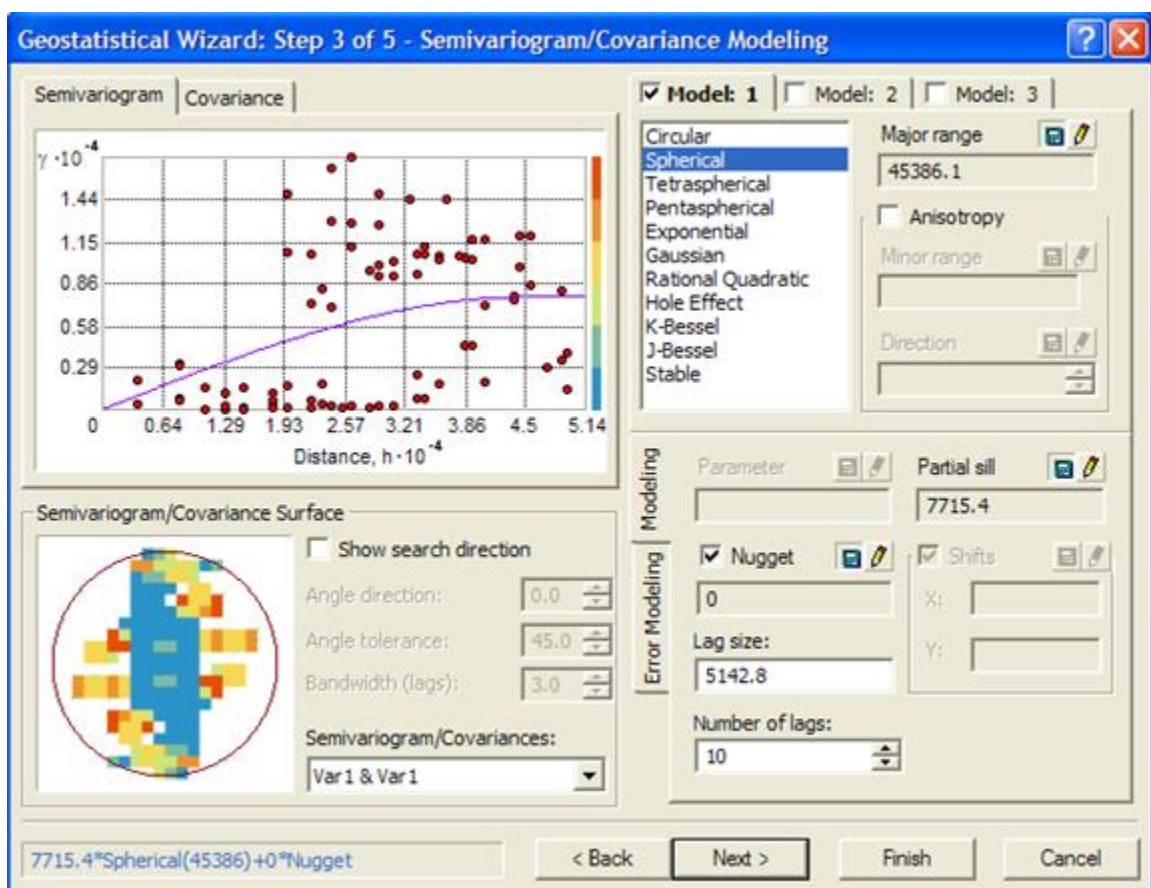 Geostatistical Wizard: Step 3 of 5 - Semivariogram/Covariance Modeling
Semivariogram
Covariance
γ·10⁻⁴
1.44
1.15
0.86
0.58
0.29
0 0.64 1.29 1.93 2.57 3.21 3.86 4.5 5.14
Distance, h·10⁻⁴
Semivariogram/Covariance Surface
Show search direction
Angle direction: 0.0
Angle tolerance: 45.0
Bandwidth (lags): 3.0
Semivariogram/Covariances:
Var1 & Var1
Model: 1
Model: 2
Model: 3
Circular
Spherical
Tetraspherical
Pentaspherical
Exponential
Gaussian
Rational Quadratic
Hole Effect
K-Bessel
J-Bessel
Stable
Major range
45386.1
Anisotropy
Minor range
Direction
Modeling
Error Modeling
Parameter
Partial sill
7715.4
Nugget
0
Shifts
X:
Y:
Lag size:
5142.8
Number of lags:
10
7715.4*Spherical(45386)+0*Nugget
< Back
Next >
Finish
Cancel